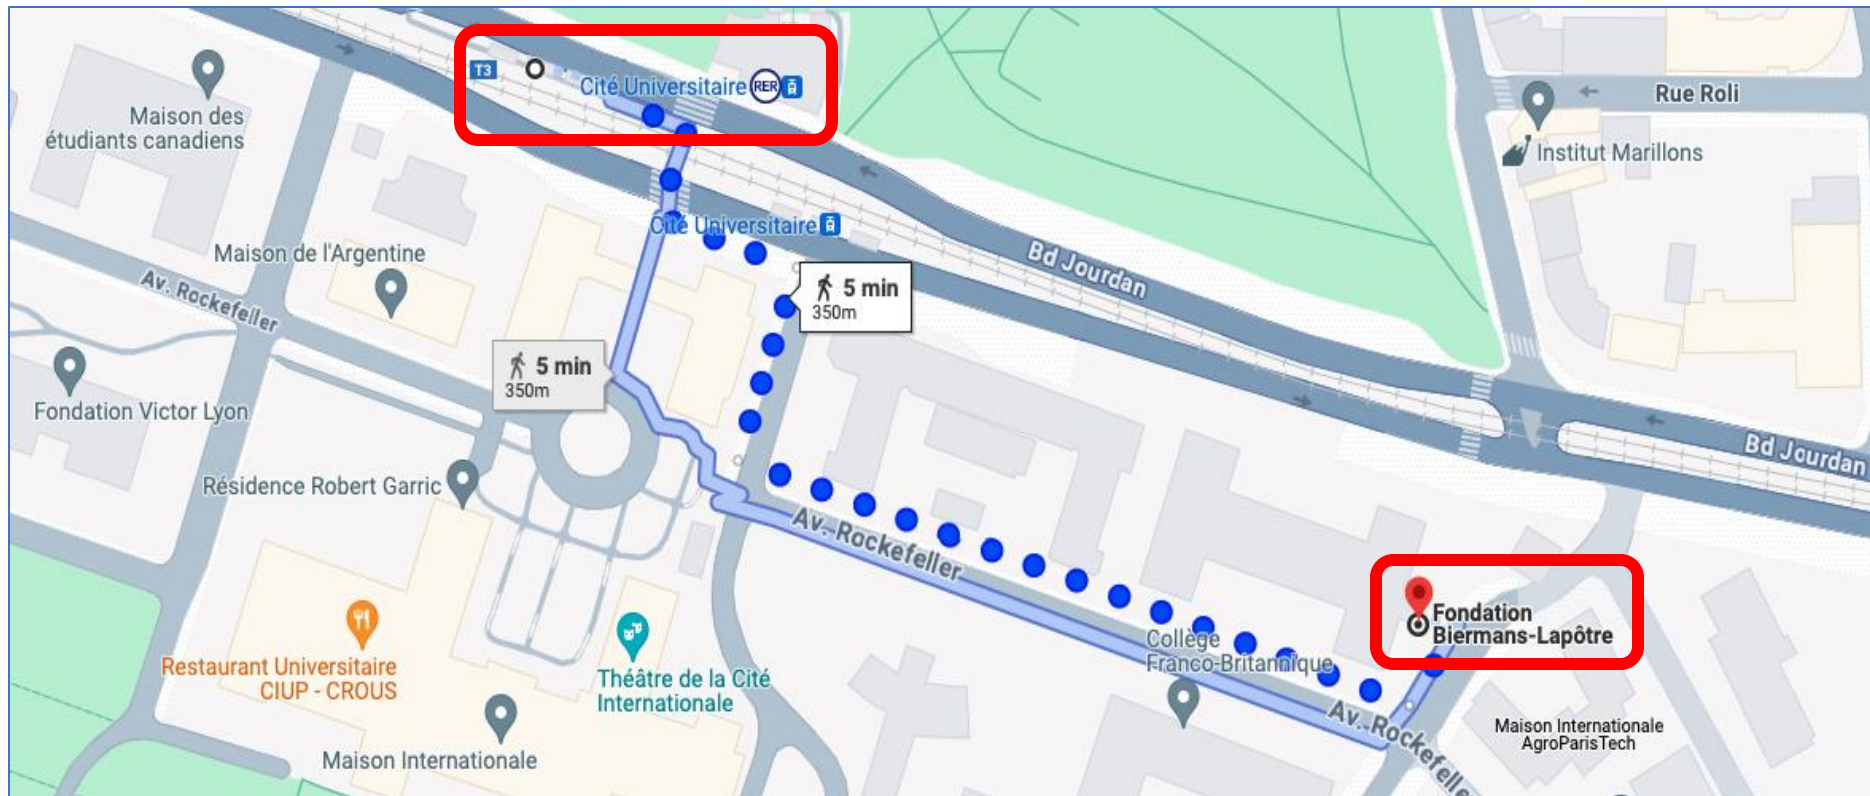 T3
Cité Universitaire RER
Maison des
étudiants canadiens
Rue Roli
Institut Marillons
Cité Universitaire
Maison de l'Argentine
Av. Rockefeller
Bd Jourdan
5 min
350m
5 min
350m
Fondation Victor Lyon
Bd Jourdan
Résidence Robert Garric
Av. Rockefeller
Fondation
Biermans-Lapôtre
Collège
Franco-Britannique
Restaurant Universitaire
CIUP - CROUS
Théâtre de la Cité
Internationale
Av. Rockefeller
Maison Internationale
AgroParisTech
Maison Internationale